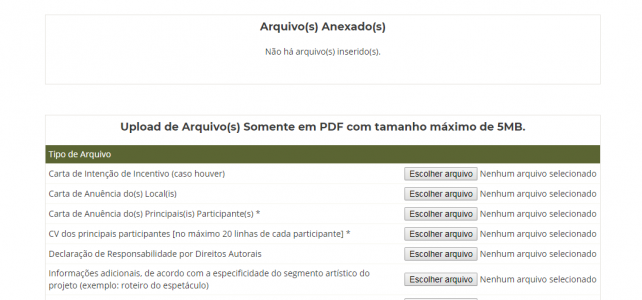 Arquivo(s) Anexado(s)
Não há arquivo(s) inserido(s).
Upload de Arquivo(s) Somente em PDF com tamanho máximo de 5MB.
Tipo de Arquivo
Carta de Intenção de Incentivo (caso houver) Escolher arquivo Nenhum arquivo selecionado
Carta de Anuência do(s) Local(is) Escolher arquivo Nenhum arquivo selecionado
Carta de Anuência do(s) Principais(is) Participante(s) * Escolher arquivo Nenhum arquivo selecionado
CV dos principais participantes [no máximo 20 linhas de cada participante] * Escolher arquivo Nenhum arquivo selecionado
Declaração de Responsabilidade por Direitos Autorais Escolher arquivo Nenhum arquivo selecionado
Informações adicionais, de acordo com a especificidade do segmento artístico do
projeto (exemplo: roteiro do espetáculo) Escolher arquivo Nenhum arquivo selecionado